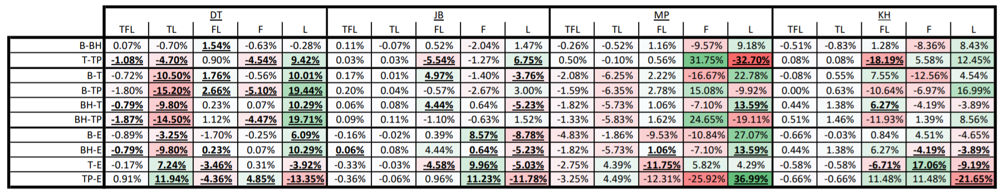 DT JB MP KH
TFL TL FL F L TFL TL FL F L TFL TL FL F L TFL TL FL F L
B-BH 0.07% -0.70% 1.54% -0.63% -0.28% 0.11% -0.07% 0.52% -2.04% 1.47% -0.26% -0.52% 1.16% -9.57% 9.18% -0.51% -0.83% 1.28% -8.36% 8.43%
T-TP -1.08% -4.70% 0.90% -4.54% 9.42% 0.03% 0.03% -5.54% -1.27% 6.75% 0.50% -0.10% 0.56% 31.75% -32.70% 0.08% 0.08% -18.19% 5.58% 12.45%
B-T -0.72% -10.50% 1.76% -0.56% 10.01% 0.17% 0.01% 4.97% -1.40% -3.76% -2.08% -6.25% 2.22% -16.67% 22.78% -0.08% 0.55% 7.55% -12.56% 4.54%
B-TP -1.80% -15.20% 2.66% -5.10% 19.44% 0.20% 0.04% -0.57% -2.67% 3.00% -1.59% -6.35% 2.78% 15.08% -9.92% 0.00% 0.63% -10.64% -6.97% 16.99%
BH-T -0.79% -9.80% 0.23% 0.07% 10.29% 0.06% 0.08% 4.44% 0.64% -5.23% -1.82% -5.73% 1.06% -7.10% 13.59% 0.44% 1.38% 6.27% -4.19% -3.89%
BH-TP -1.87% -14.50% 1.12% -4.47% 19.71% 0.09% 0.11% -1.10% -0.63% 1.52% -1.33% -5.83% 1.62% 24.65% -19.11% 0.51% 1.46% -11.93% 1.39% 8.56%
B-E -0.89% -3.25% -1.70% -0.25% 6.09% -0.16% -0.02% 0.39% 8.57% -8.78% -4.83% -1.86% -9.53% -10.84% 27.07% -0.66% -0.03% 0.84% 4.51% -4.65%
BH-E -0.79% -9.80% 0.23% 0.07% 10.29% 0.06% 0.08% 4.44% 0.64% -5.23% -1.82% -5.73% 1.06% -7.10% 13.59% 0.44% 1.38% 6.27% -4.19% -3.89%
T-E -0.17% 7.24% -3.46% 0.31% -3.92% -0.33% -0.03% -4.58% 9.96% -5.03% -2.75% 4.39% -11.75% 5.82% 4.29% -0.58% -0.58% -6.71% 17.06% -9.19%
TP-E 0.91% 11.94% -4.36% 4.85% -13.35% -0.36% -0.06% 0.96% 11.23% -11.78% -3.25% 4.49% -12.31% -25.92% 36.99% -0.66% -0.66% 11.48% 11.48% -21.65%